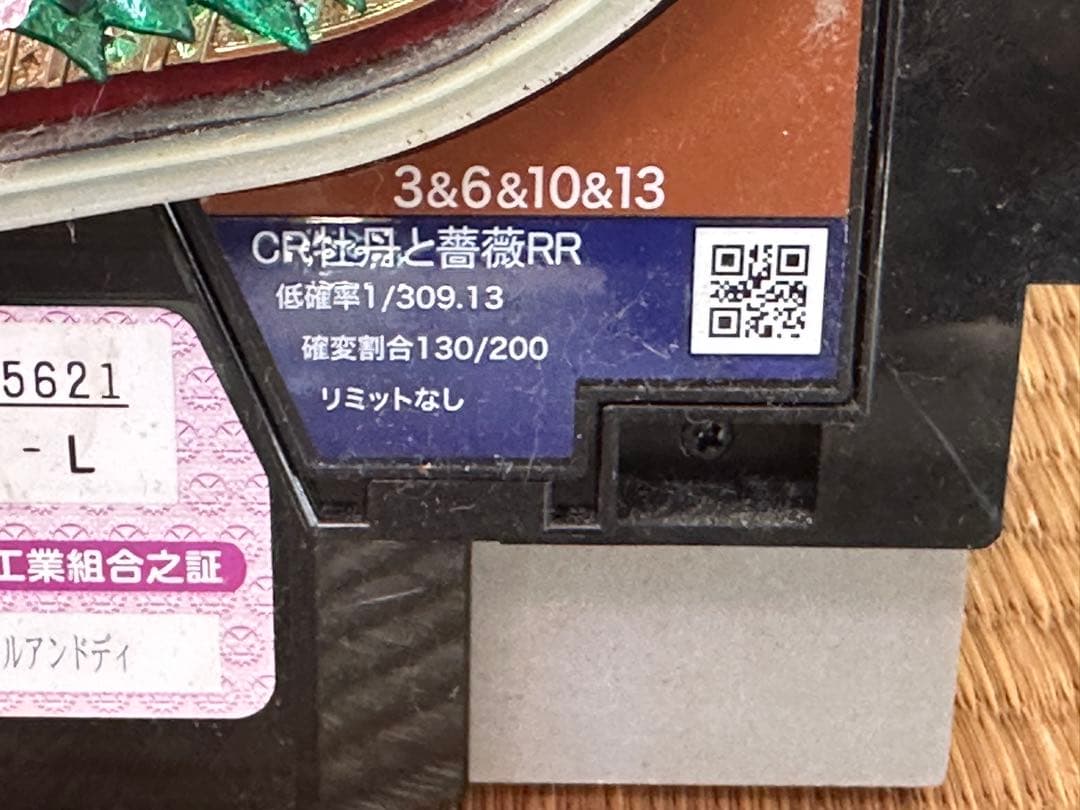 3&6&10&13
CR牡丹と薔薇RR
低確率1/309.13
確変割合130/200
リミットなし
5621
- L
工業組合之証
ルアンドディ